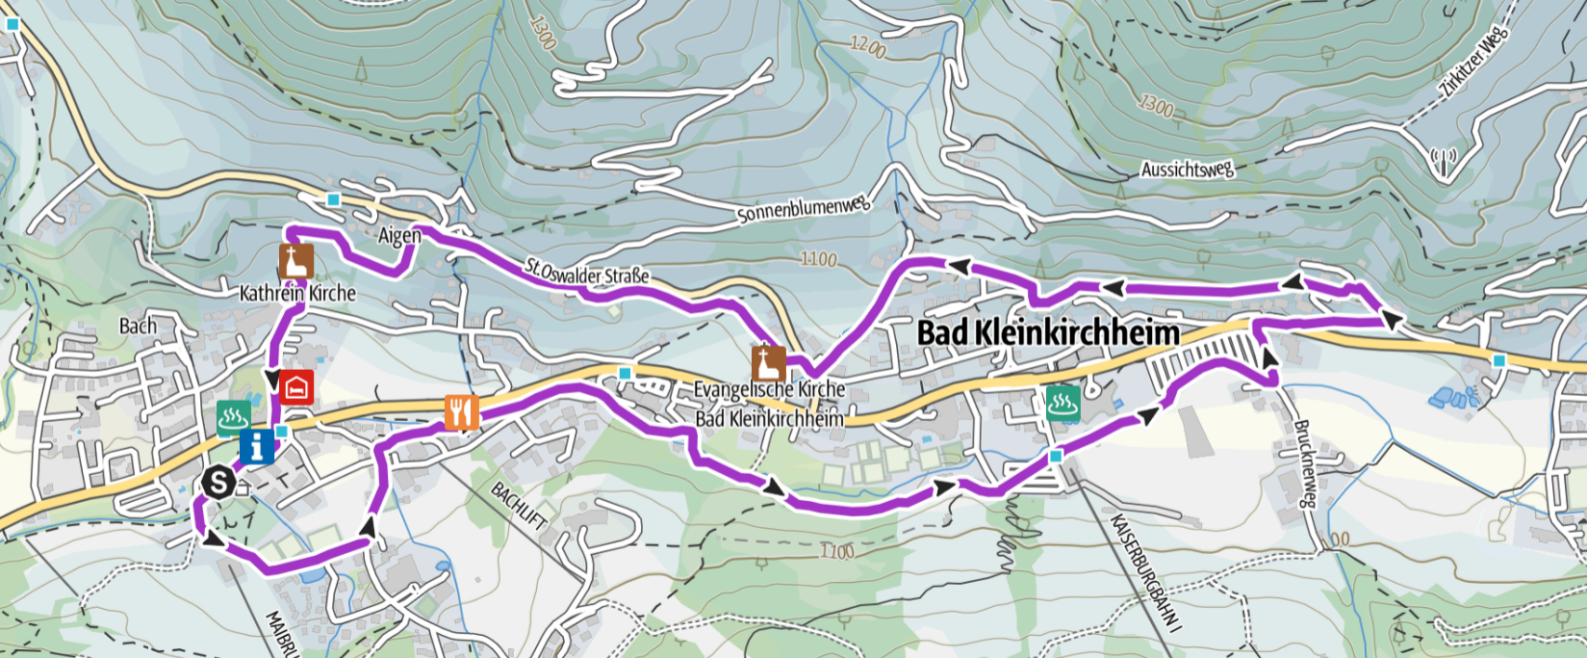 1300
1200
Zirkitzer Weg
1300
Aussichtsweg
Sonnenblumenweg
Aigen
1100
St.Oswalder Straße
Kathrein Kirche
Bach
Bad Kleinkirchheim
Evangelische Kirche
Bad Kleinkirchheim
i
S
BACHLIFT
Brucknerweg
KAISERBURGBAHN I
1100
00
MAIBRU